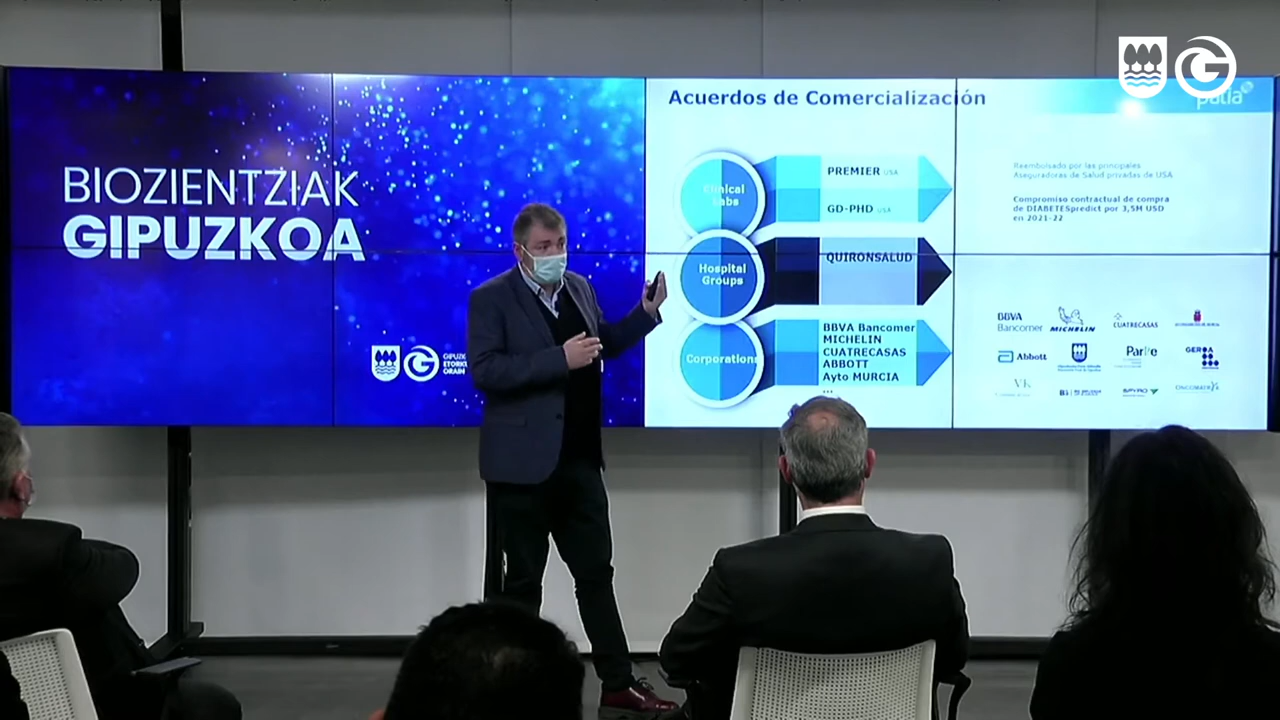 BIOZIENTZIAK
GIPUZKOA
Acuerdos de Comercialización
Clinical
Labs
PREMIER USA
GD-PHD USA
Hospital
Groups
QUIRONSALUD
Corporations
BBVA Bancomer
MICHELIN
CUATRECASAS
ABBOTT
Ayto MURCIA
...
Reembolsado por las principales
Aseguradoras de Salud privadas de USA
Compromiso contractual de compra
de DIABETESpredict por 3,5M USD
en 2021-22
BBVA
Bancomer
MICHELIN
CUATRECASAS
Abbott
GEROA
VK
SPYRO
G
G